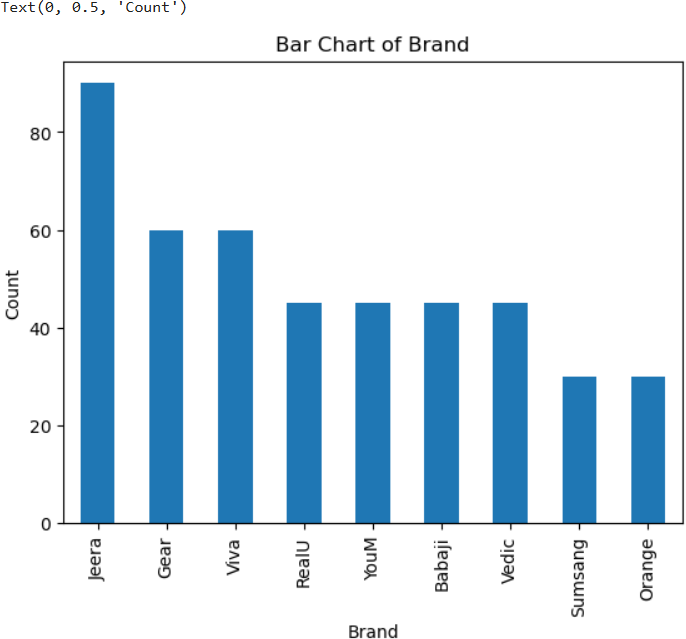 Text(0, 0.5, 'Count')
Bar Chart of Brand
Count
80
60
40
20
0
Jeera
Gear
Viva
RealU
YouM
Babaji
Vedic
Sumsang
Orange
Brand